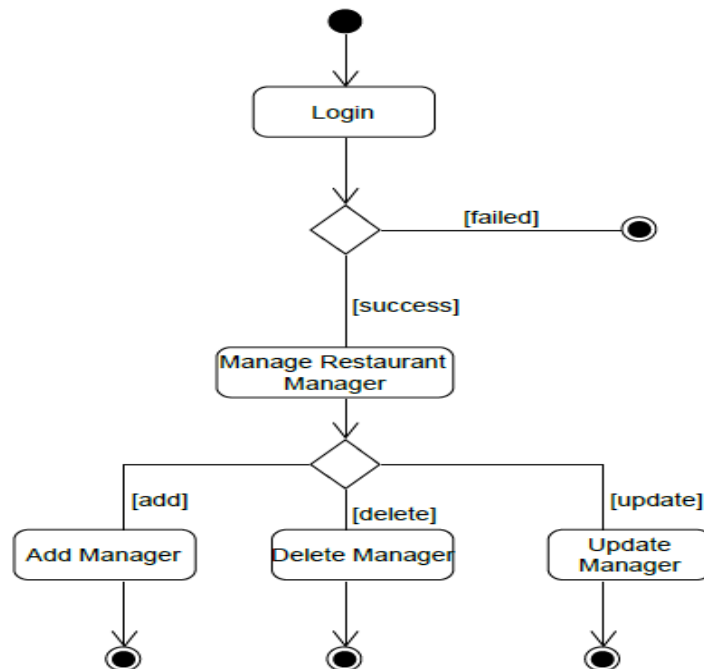 Login
[failed]
[success]
Manage Restaurant
Manager
[add]
[delete]
[update]
Add Manager
Delete Manager
Update
Manager